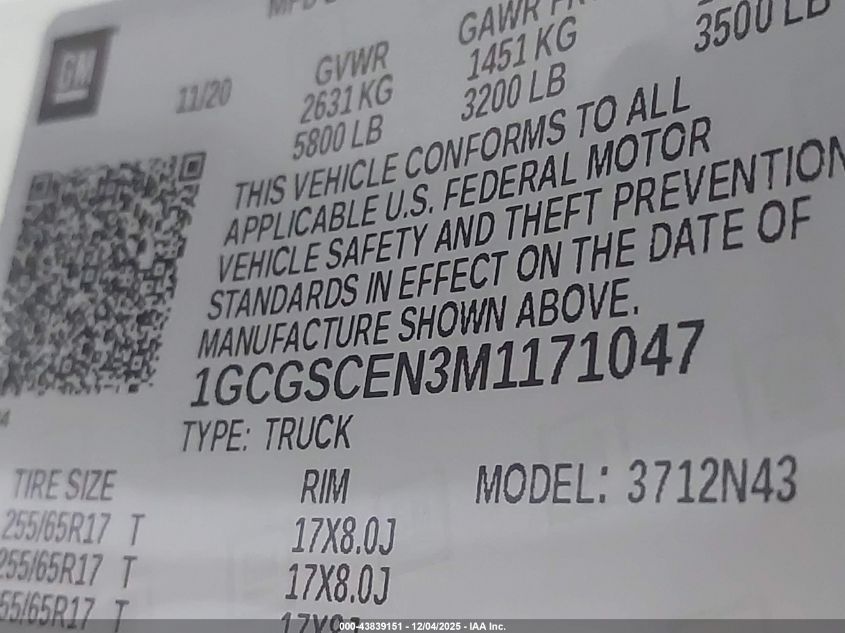 GM
11/20
GVWR
2631 KG
5800 LB
GAWR FR
1451 KG
3200 LB
3500 LB
THIS VEHICLE CONFORMS TO ALL
APPLICABLE U.S. FEDERAL MOTOR
VEHICLE SAFETY AND THEFT PREVENTION
STANDARDS IN EFFECT ON THE DATE OF
MANUFACTURE SHOWN ABOVE.
1GCGSCEN3M1171047
TYPE: TRUCK
MODEL: 3712N43
TIRE SIZE RIM
255/65R17 T 17X8.0J
255/65R17 T 17X8.0J
55/65R17 T
000-43839151 - 12/04/2025 - IAA Inc.